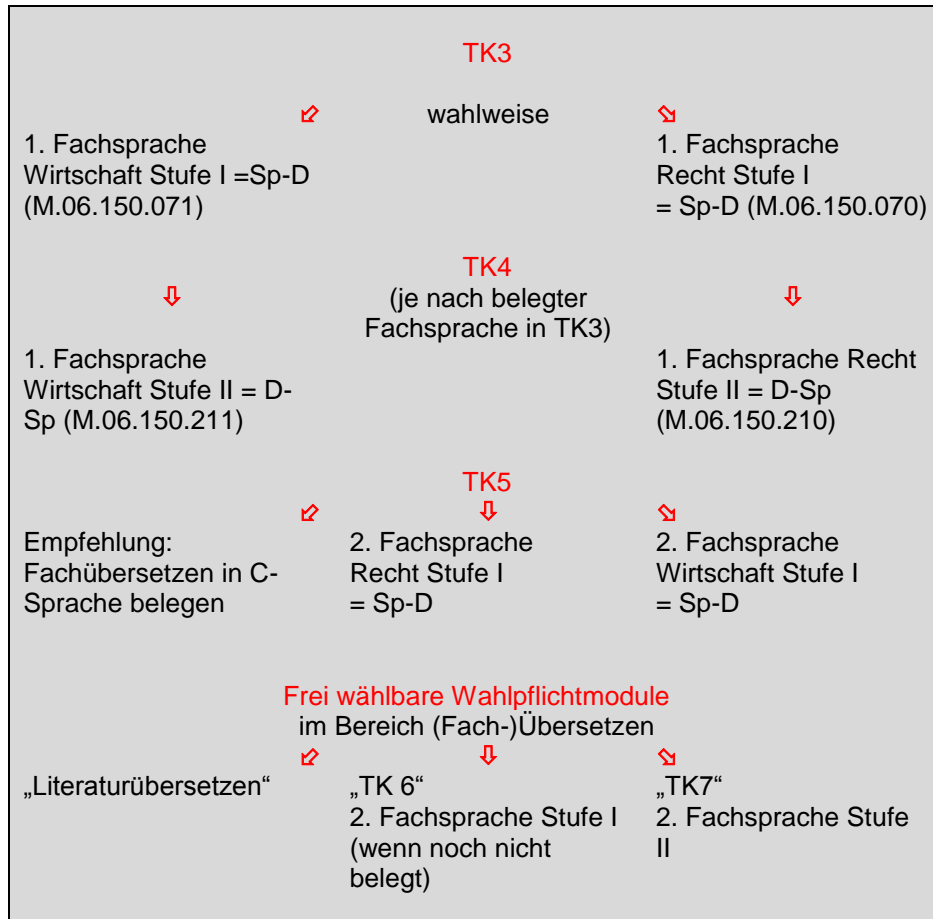 TK3
wahlweise
1. Fachsprache
Wirtschaft Stufe I =Sp-D
(M.06.150.071)
1. Fachsprache
Recht Stufe I
= Sp-D (M.06.150.070)
TK4
(je nach belegter
Fachsprache in TK3)
1. Fachsprache
Wirtschaft Stufe II = D-
Sp (M.06.150.211)
1. Fachsprache Recht
Stufe II = D-Sp
(M.06.150.210)
TK5
Empfehlung:
Fachübersetzen in C-
Sprache belegen
2. Fachsprache
Recht Stufe I
= Sp-D
2. Fachsprache
Wirtschaft Stufe I
= Sp-D
Frei wählbare Wahlpflichtmodule
im Bereich (Fach-)Übersetzen
„Literaturübersetzen“
„TK 6“
2. Fachsprache Stufe I
(wenn noch nicht
belegt)
„TK7“
2. Fachsprache Stufe
II